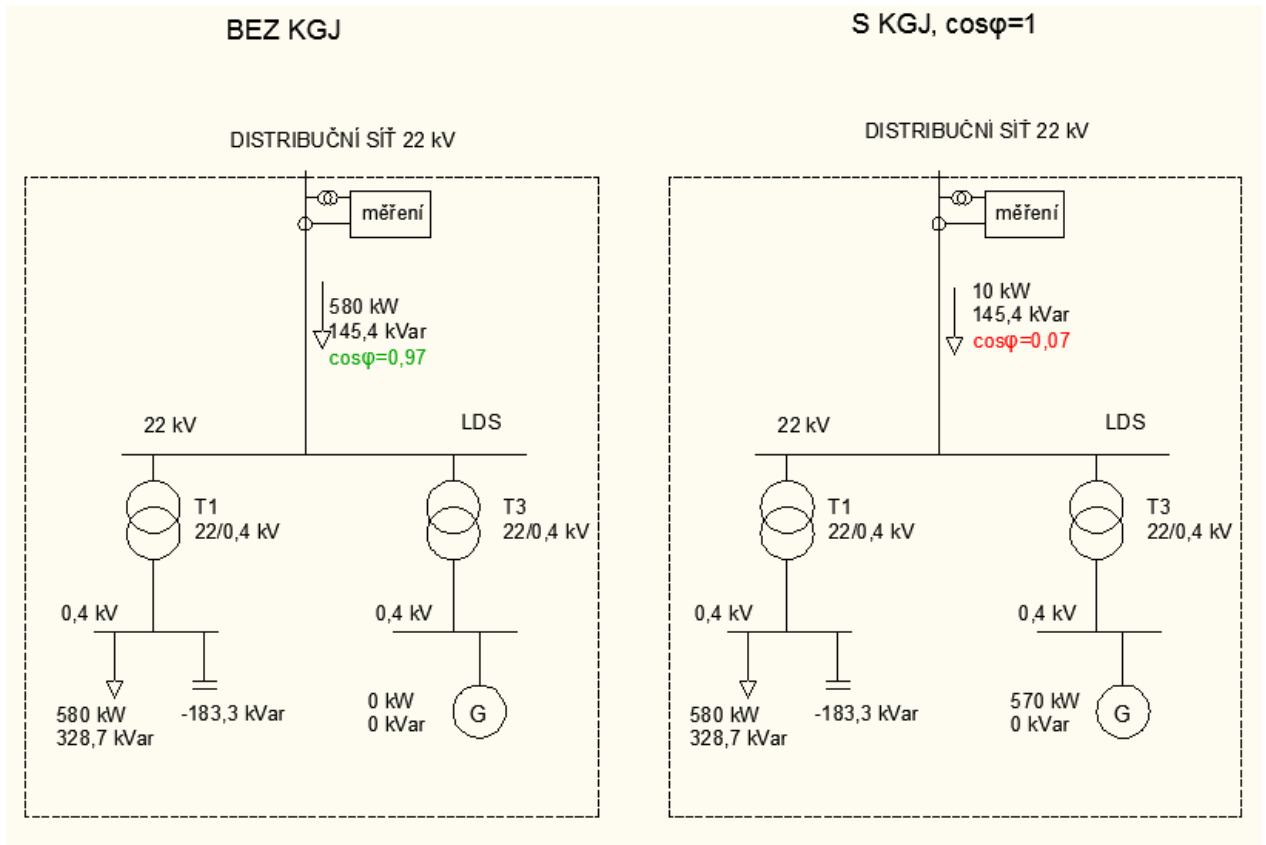 BEZ KGJ
DISTRIBUČNÍ SÍŤ 22 kV
měření
580 kW
145,4 kVar
cosφ=0,97
22 kV
LDS
T1
22/0,4 kV
T3
22/0,4 kV
0,4 kV
0,4 kV
580 kW
328,7 kVar
-183,3 kVar
0 kW
0 kVar
G
S KGJ, cosφ=1
DISTRIBUČNÍ SÍŤ 22 kV
měření
10 kW
145,4 kVar
cosφ=0,07
22 kV
LDS
T1
22/0,4 kV
T3
22/0,4 kV
0,4 kV
0,4 kV
580 kW
328,7 kVar
-183,3 kVar
570 kW
0 kVar
G